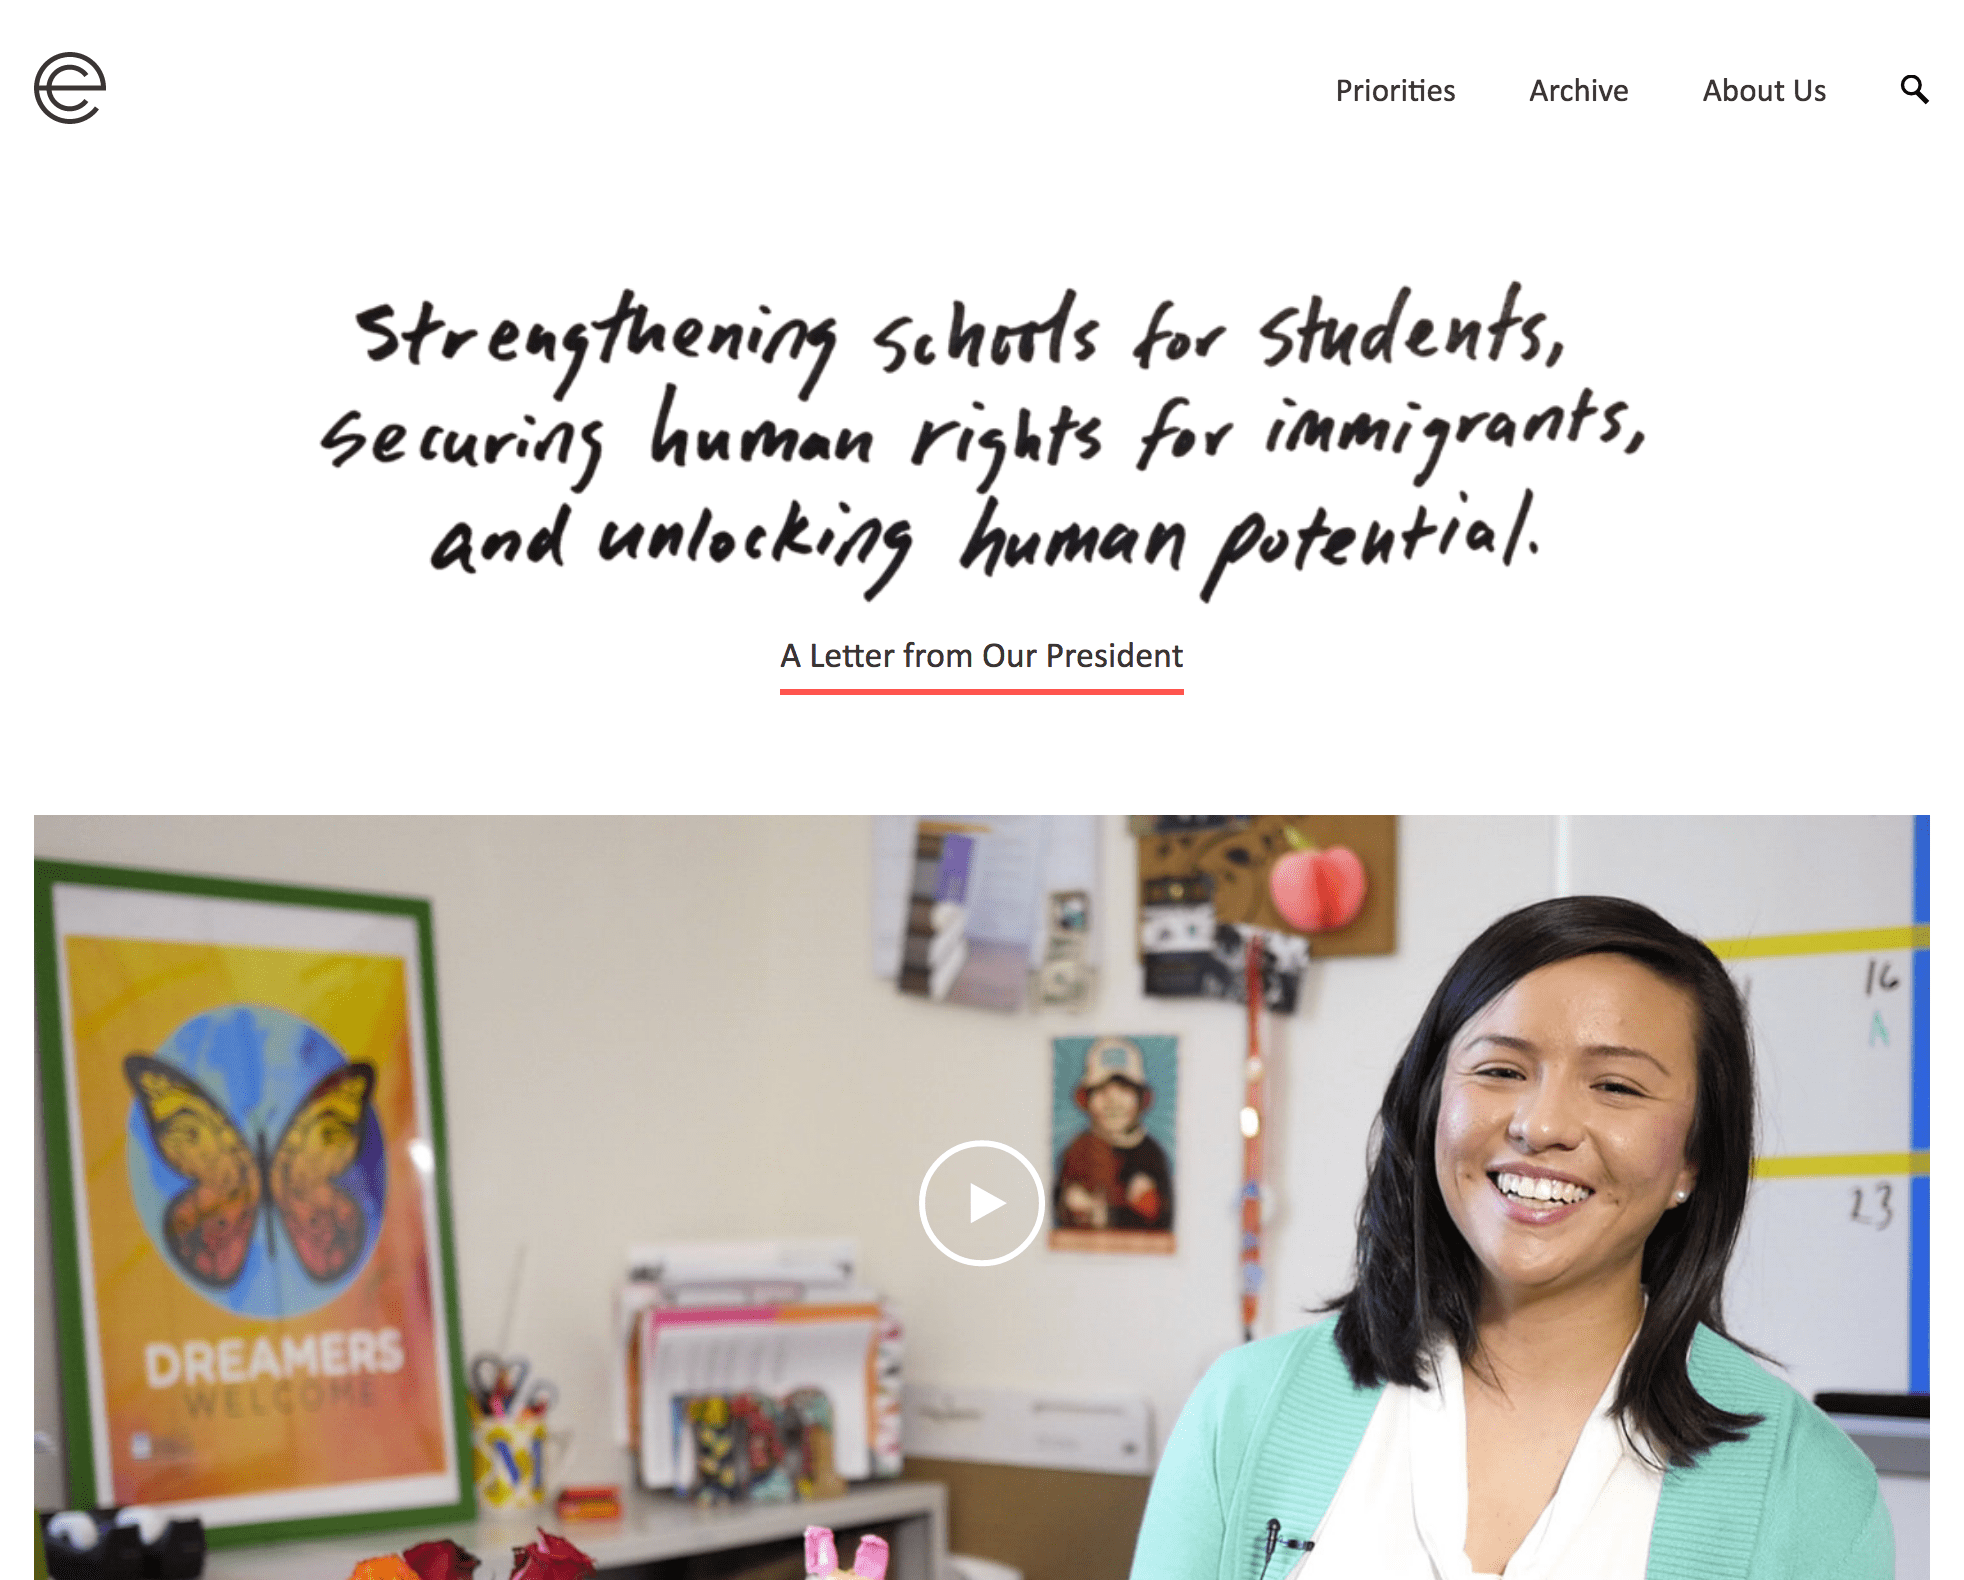 Priorities
Archive
About Us
Strengthening schools for students,
securing human rights for immigrants,
and unlocking human potential.
A Letter from Our President
16
A
23
DREAMERS
WELCOME
M